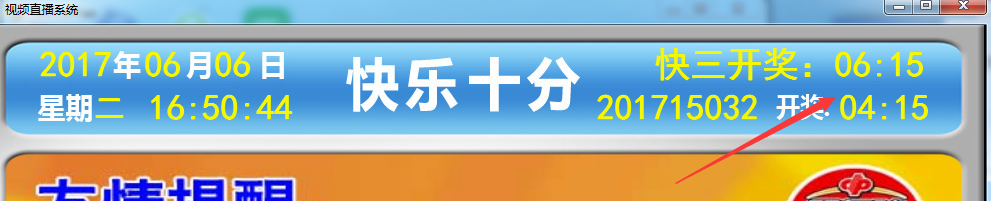 视频直播系统
2017年06月06日
快三开奖：06:15
快乐十分
星期二 16:50:44
201715032 开奖: 04:15
友情提醒